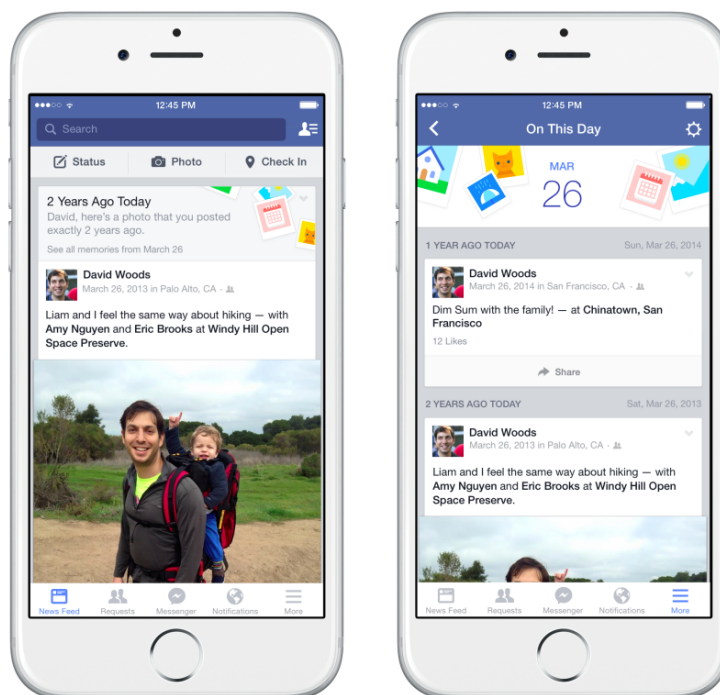 12:45 PM
Search
Status
Photo
Check In
2 Years Ago Today
David, here's a photo that you posted
exactly 2 years ago.
See all memories from March 26
David Woods
March 26, 2013 in Palo Alto, CA ·
Liam and I feel the same way about hiking — with
Amy Nguyen and Eric Brooks at Windy Hill Open
Space Preserve.
News Feed
Requests
Messenger
Notifications
More
12:45 PM
On This Day
MAR
26
1 YEAR AGO TODAY
Sun, Mar 26, 2014
David Woods
March 26, 2014 in San Francisco, CA ·
Dim Sum with the family! — at Chinatown, San
Francisco
12 Likes
Share
2 YEARS AGO TODAY
Sat, Mar 26, 2013
David Woods
March 26, 2013 in Palo Alto, CA ·
Liam and I feel the same way about hiking — with
Amy Nguyen and Eric Brooks at Windy Hill Open
Space Preserve.
News Feed
Requests
Messenger
Notifications
More